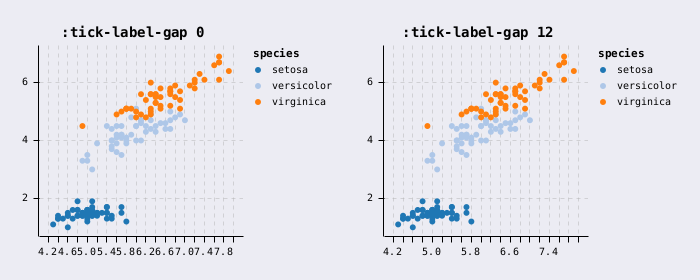 :tick-label-gap 0
species
setosa
versicolor
virginica
6
4
2
4.24.65.05.45.86.26.67.07.47.8
:tick-label-gap 12
species
setosa
versicolor
virginica
6
4
2
4.2 5.0 5.8 6.6 7.4